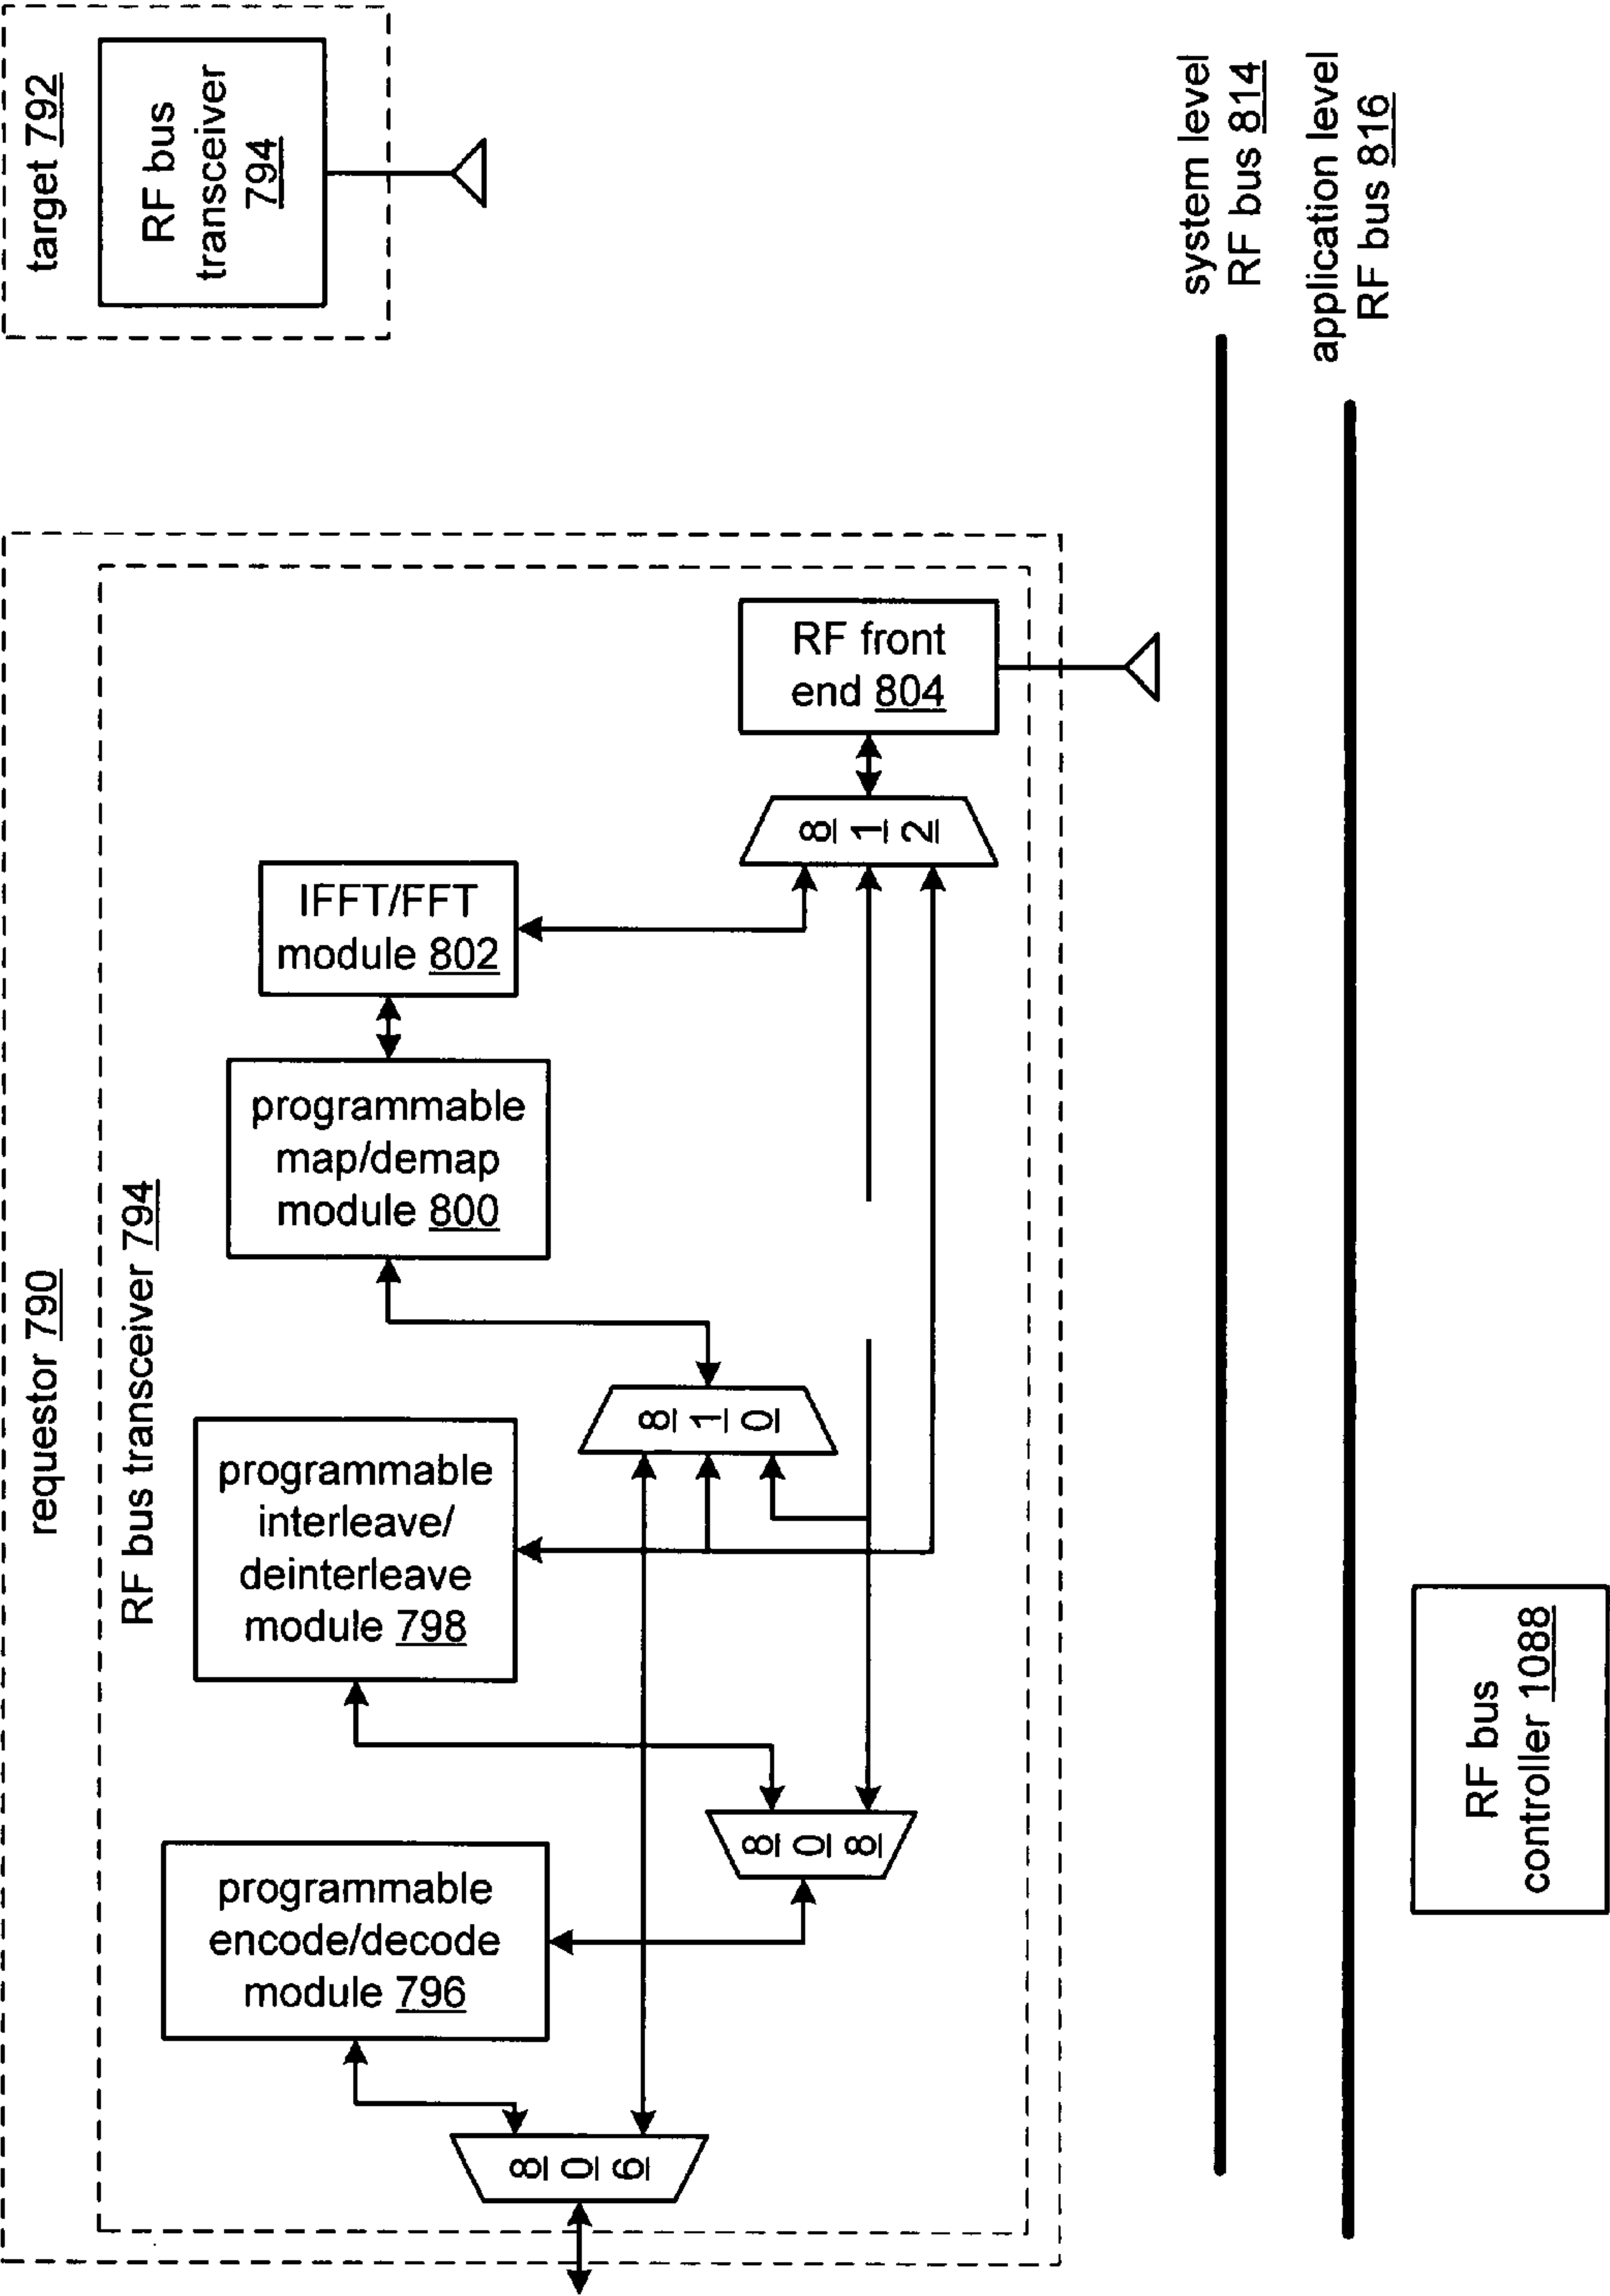 requestor 790
RF bus transceiver 794
programmable
encode/decode
module 796
programmable
interleave/
deinterleave
module 798
programmable
map/demap
module 800
IFFT/FFT
module 802
RF front
end 804
806
808
810
812
target 792
RF bus
transceiver
794
system level
RF bus 814
application level
RF bus 816
RF bus
controller 1088